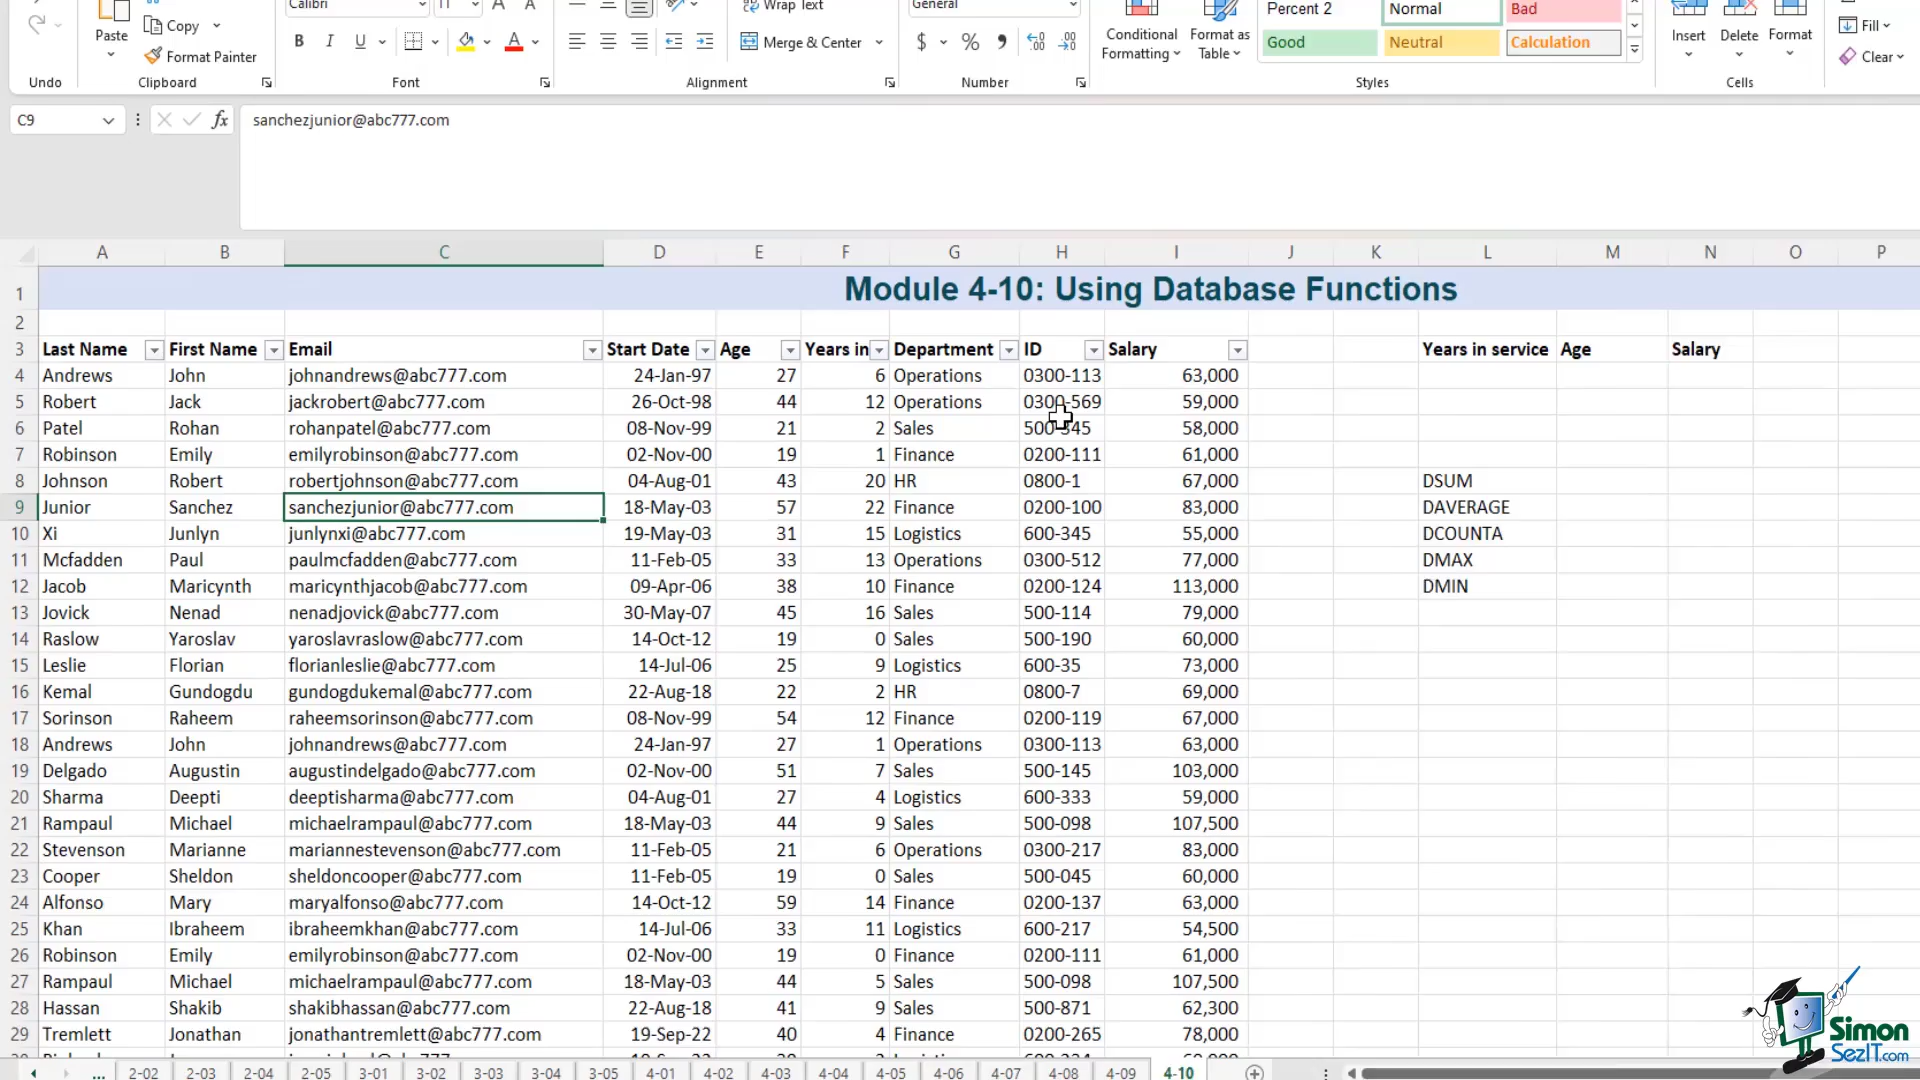 Calibri 11 Wrap Text General Percent 2 Normal Bad
Paste Copy Format Painter B I U Merge & Center $ % Conditional Formatting Format as Table Good Neutral Calculation Insert Delete Format Fill Clear
Undo Clipboard Font Alignment Number Styles Cells
C9 fx sanchezjunior@abc777.com
A B C D E F G H I J K L M N O P
1 Module 4-10: Using Database Functions
2
3 Last Name First Name Email Start Date Age Years in Department ID Salary Years in service Age Salary
4 Andrews John johnandrews@abc777.com 24-Jan-97 27 6 Operations 0300-113 63,000
5 Robert Jack jackrobert@abc777.com 26-Oct-98 44 12 Operations 0300-569 59,000
6 Patel Rohan rohanpatel@abc777.com 08-Nov-99 21 2 Sales 500-345 58,000
7 Robinson Emily emilyrobinson@abc777.com 02-Nov-00 19 1 Finance 0200-111 61,000
8 Johnson Robert robertjohnson@abc777.com 04-Aug-01 43 20 HR 0800-1 67,000 DSUM
9 Junior Sanchez sanchezjunior@abc777.com 18-May-03 57 22 Finance 0200-100 83,000 DAVERAGE
10 Xi Junlyn junlynxi@abc777.com 19-May-03 31 15 Logistics 600-345 55,000 DCOUNTA
11 Mcfadden Paul paulmcfadden@abc777.com 11-Feb-05 33 13 Operations 0300-512 77,000 DMAX
12 Jacob Maricynth maricynthjacob@abc777.com 09-Apr-06 38 10 Finance 0200-124 113,000 DMIN
13 Jovick Nenad nenadjovick@abc777.com 30-May-07 45 16 Sales 500-114 79,000
14 Raslow Yaroslav yaroslavraslow@abc777.com 14-Oct-12 19 0 Sales 500-190 60,000
15 Leslie Florian florianleslie@abc777.com 14-Jul-06 25 9 Logistics 600-35 73,000
16 Kemal Gundogdu gundogdukemal@abc777.com 22-Aug-18 22 2 HR 0800-7 69,000
17 Sorinson Raheem raheemsorinson@abc777.com 08-Nov-99 54 12 Finance 0200-119 67,000
18 Andrews John johnandrews@abc777.com 24-Jan-97 27 1 Operations 0300-113 63,000
19 Delgado Augustin augustindelgado@abc777.com 02-Nov-00 51 7 Sales 500-145 103,000
20 Sharma Deepti deeptisharma@abc777.com 04-Aug-01 27 4 Logistics 600-333 59,000
21 Rampaul Michael michaelrampaul@abc777.com 18-May-03 44 9 Sales 500-098 107,500
22 Stevenson Marianne mariannestevenson@abc777.com 11-Feb-05 21 6 Operations 0300-217 83,000
23 Cooper Sheldon sheldoncooper@abc777.com 11-Feb-05 19 0 Sales 500-045 60,000
24 Alfonso Mary maryalfonso@abc777.com 14-Oct-12 59 14 Finance 0200-137 63,000
25 Khan Ibraheem ibraheemkhan@abc777.com 14-Jul-06 33 11 Logistics 600-217 54,500
26 Robinson Emily emilyrobinson@abc777.com 02-Nov-00 19 0 Finance 0200-111 61,000
27 Rampaul Michael michaelrampaul@abc777.com 18-May-03 44 5 Sales 500-098 107,500
28 Hassan Shakib shakibhassan@abc777.com 22-Aug-18 41 9 Sales 500-871 62,300
29 Tremlett Jonathan jonathantremlett@abc777.com 19-Sep-22 40 4 Finance 0200-265 78,000
Simon
SezIT.com
... 2-02 2-03 2-04 2-05 3-01 3-02 3-03 3-04 3-05 4-01 4-02 4-03 4-04 4-05 4-06 4-07 4-08 4-09 4-10